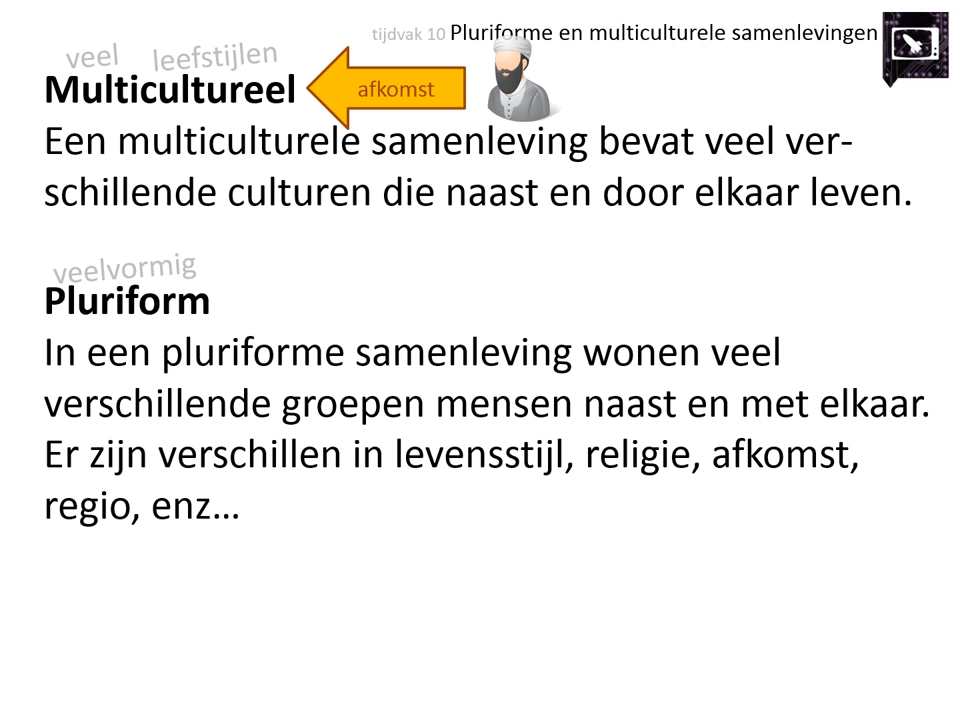 tijdvak 10 Pluriforme en multiculturele samenlevingen
veel leefstijlen
Multicultureel
afkomst
Een multiculturele samenleving bevat veel ver-
schillende culturen die naast en door elkaar leven.
veelvormig
Pluriform
In een pluriforme samenleving wonen veel
verschillende groepen mensen naast en met elkaar.
Er zijn verschillen in levensstijl, religie, afkomst,
regio, enz...